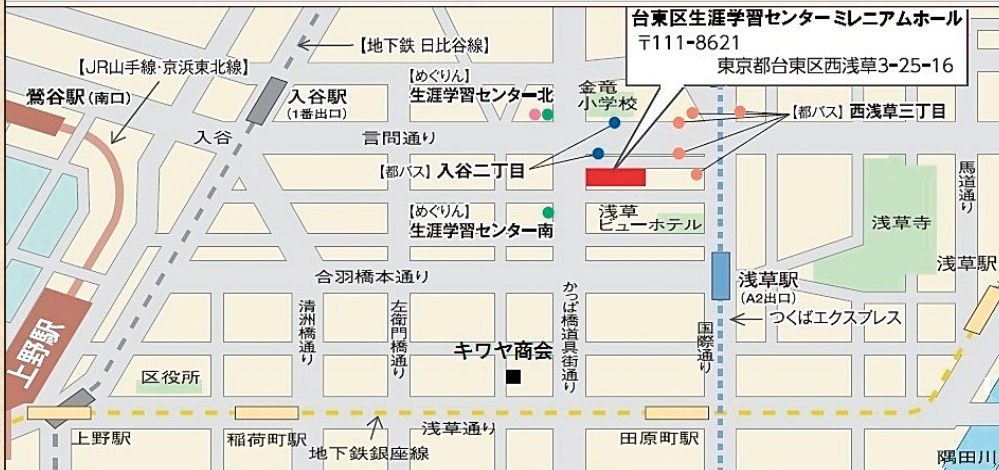 台東区生涯学習センター ミレニアムホール
〒111-8621
東京都台東区西浅草3-25-16
【地下鉄 日比谷線】
【JR山手線・京浜東北線】
鶯谷駅(南口)
入谷駅
(1番出口)
【めぐりん】
生涯学習センター北
金竜
小学校
【都バス】 西浅草三丁目
入谷
言問通り
【都バス】 入谷二丁目
馬道通り
【めぐりん】
生涯学習センター南
浅草
ビューホテル
浅草寺
浅草駅
合羽橋本通り
浅草駅
(A2出口)
つくばエクスプレス
清洲橋通り
左衛門橋通り
かっぱ橋道具街通り
国際通り
上野駅
キワヤ商会
区役所
上野駅
稲荷町駅
浅草通り
地下鉄銀座線
田原町駅
隅田川